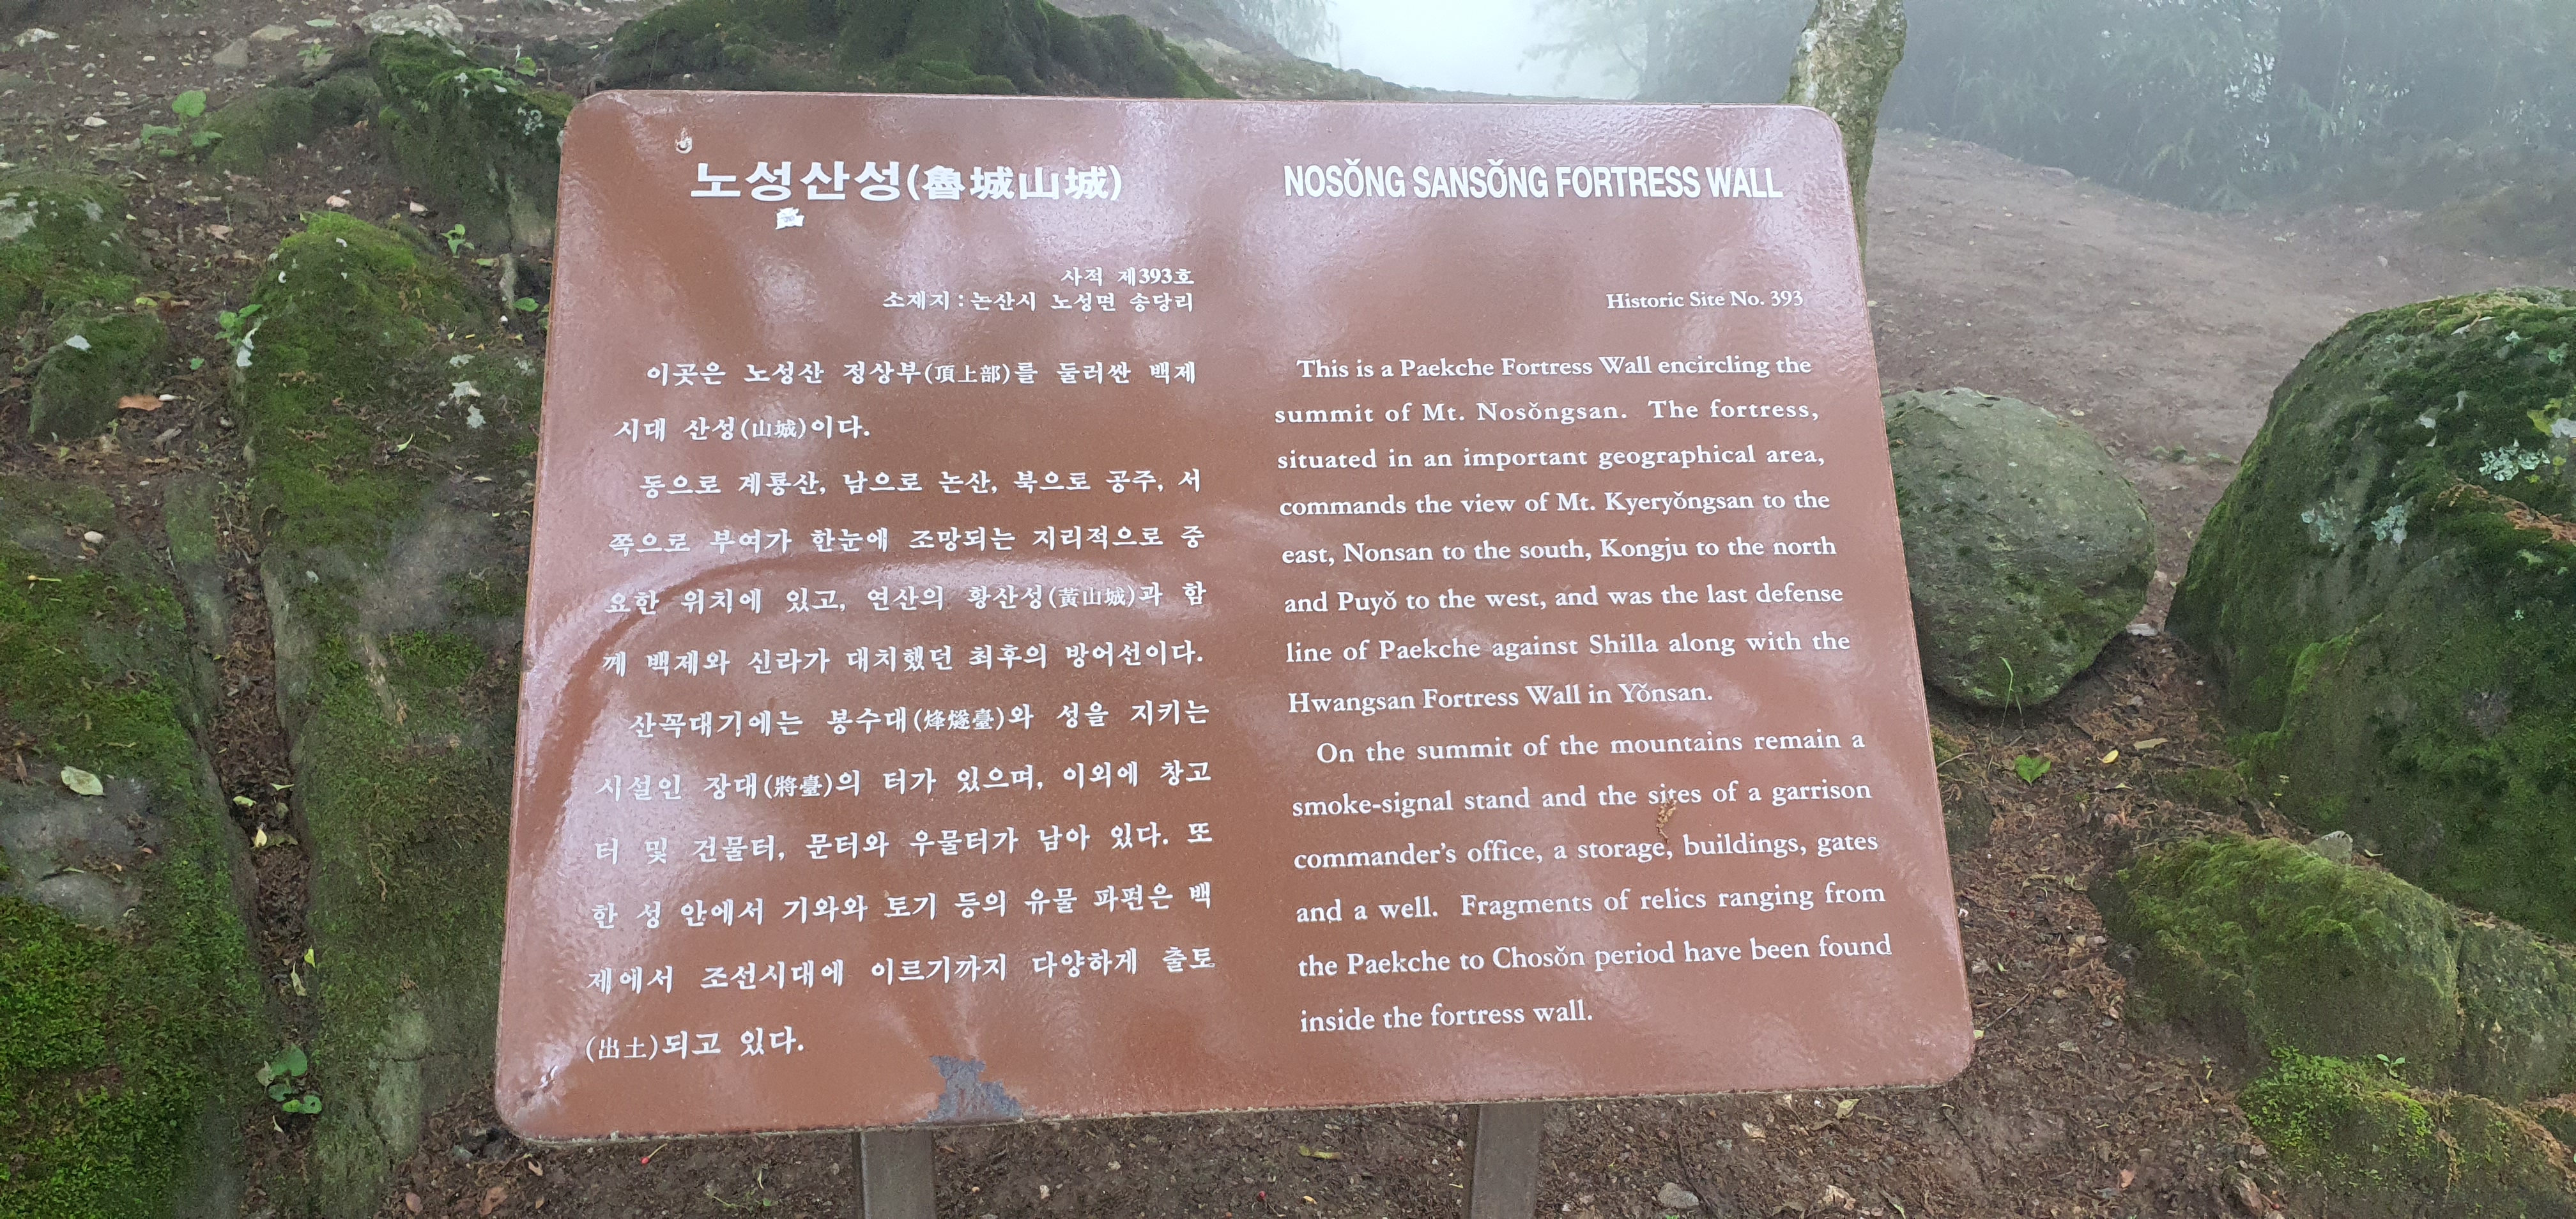 노성산성(魯城山城)
사적 제393호
소재지 : 논산시 노성면 송당리
이곳은 노성산 정상부(頂上部)를 둘러싼 백제
시대 산성(山城)이다.
동으로 계룡산, 남으로 논산, 북으로 공주, 서
쪽으로 부여가 한눈에 조망되는 지리적으로 중
요한 위치에 있고, 연산의 황산성(黃山城)과 함
께 백제와 신라가 대치했던 최후의 방어선이다.
산꼭대기에는 봉수대(烽燧臺)와 성을 지키는
시설인 장대(將臺)의 터가 있으며, 이외에 창고
터 및 건물터, 문터와 우물터가 남아 있다. 또
한 성 안에서 기와와 토기 등의 유물 파편은 백
제에서 조선시대에 이르기까지 다양하게 출토
(出土)되고 있다.
NOSǑNG SANSǑNG FORTRESS WALL
Historic Site No. 393
This is a Paekche Fortress Wall encircling the
summit of Mt. Nosǒngsan. The fortress,
situated in an important geographical area,
commands the view of Mt. Kyeryǒngsan to the
east, Nonsan to the south, Kongju to the north
and Puyǒ to the west, and was the last defense
line of Paekche against Shilla along with the
Hwangsan Fortress Wall in Yǒnsan.
On the summit of the mountains remain a
smoke-signal stand and the sites of a garrison
commander's office, a storage, buildings, gates
and a well. Fragments of relics ranging from
the Paekche to Chosǒn period have been found
inside the fortress wall.